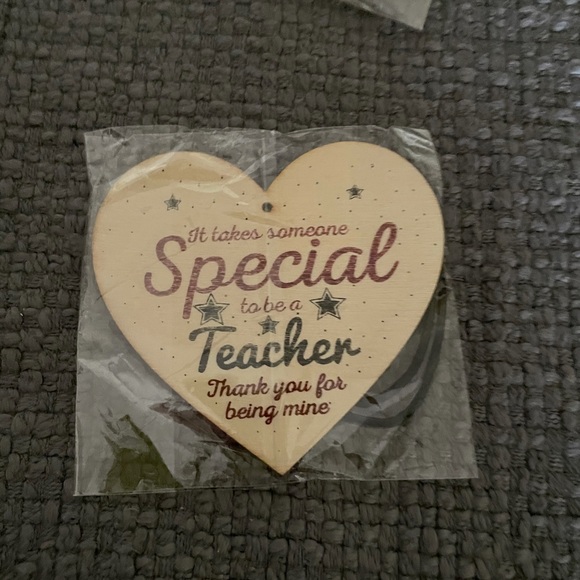 It takes someone
Special
to be a
Teacher
Thank you for
being mine